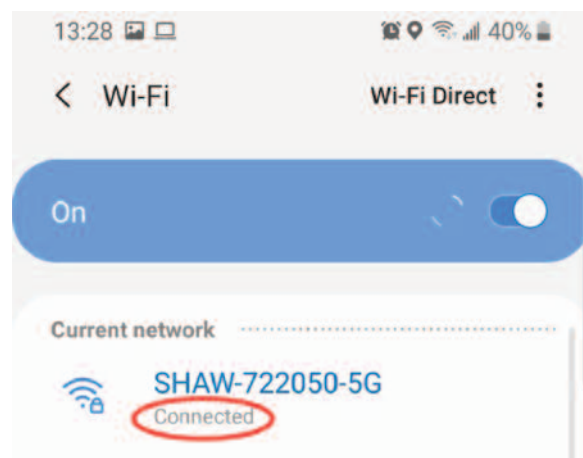 13:28 40%
Wi-Fi Wi-Fi Direct
On
Current network
SHAW-722050-5G
Connected